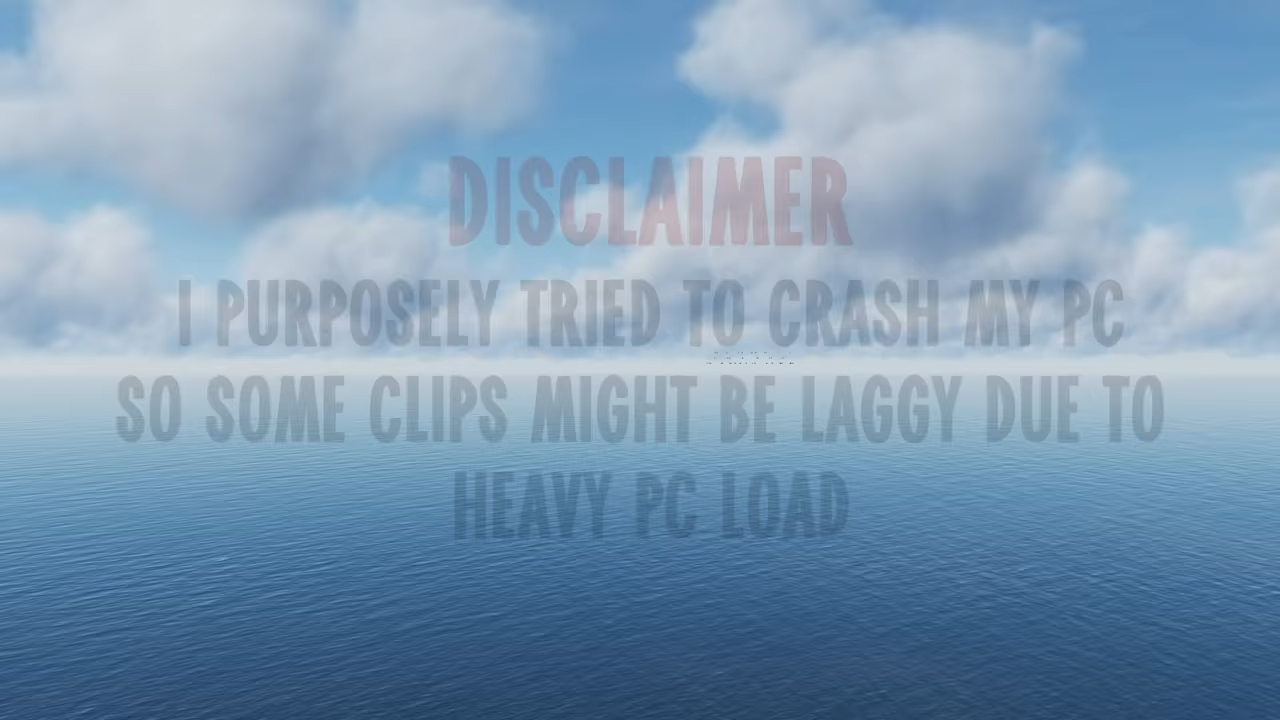 DISCLAIMER
I PURPOSELY TRIED TO CRASH MY PC
SO SOME CLIPS MIGHT BE LAGGY DUE TO
HEAVY PC LOAD